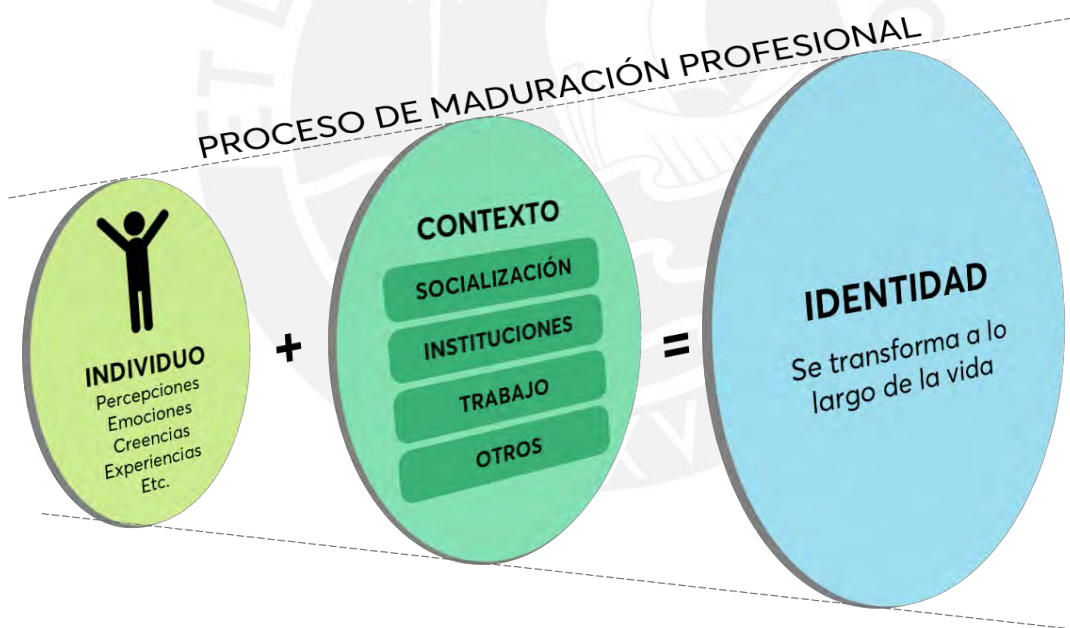 PROCESO DE MADURACIÓN PROFESIONAL
INDIVIDUO
Percepciones
Emociones
Creencias
Experiencias
Etc.
+
CONTEXTO
SOCIALIZACIÓN
INSTITUCIONES
TRABAJO
OTROS
=
IDENTIDAD
Se transforma a lo
largo de la vida